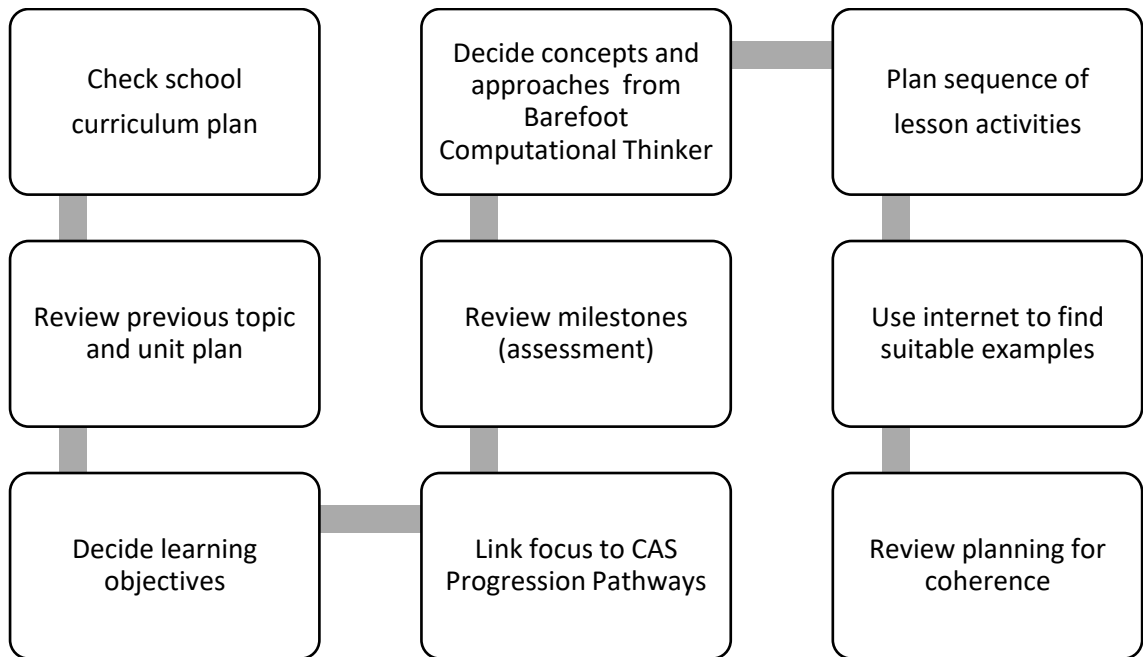 Check school
curriculum plan
Review previous topic
and unit plan
Decide learning
objectives
Link focus to CAS
Progression Pathways
Review milestones
(assessment)
Decide concepts and
approaches from
Barefoot
Computational Thinker
Plan sequence of
lesson activities
Use internet to find
suitable examples
Review planning for
coherence